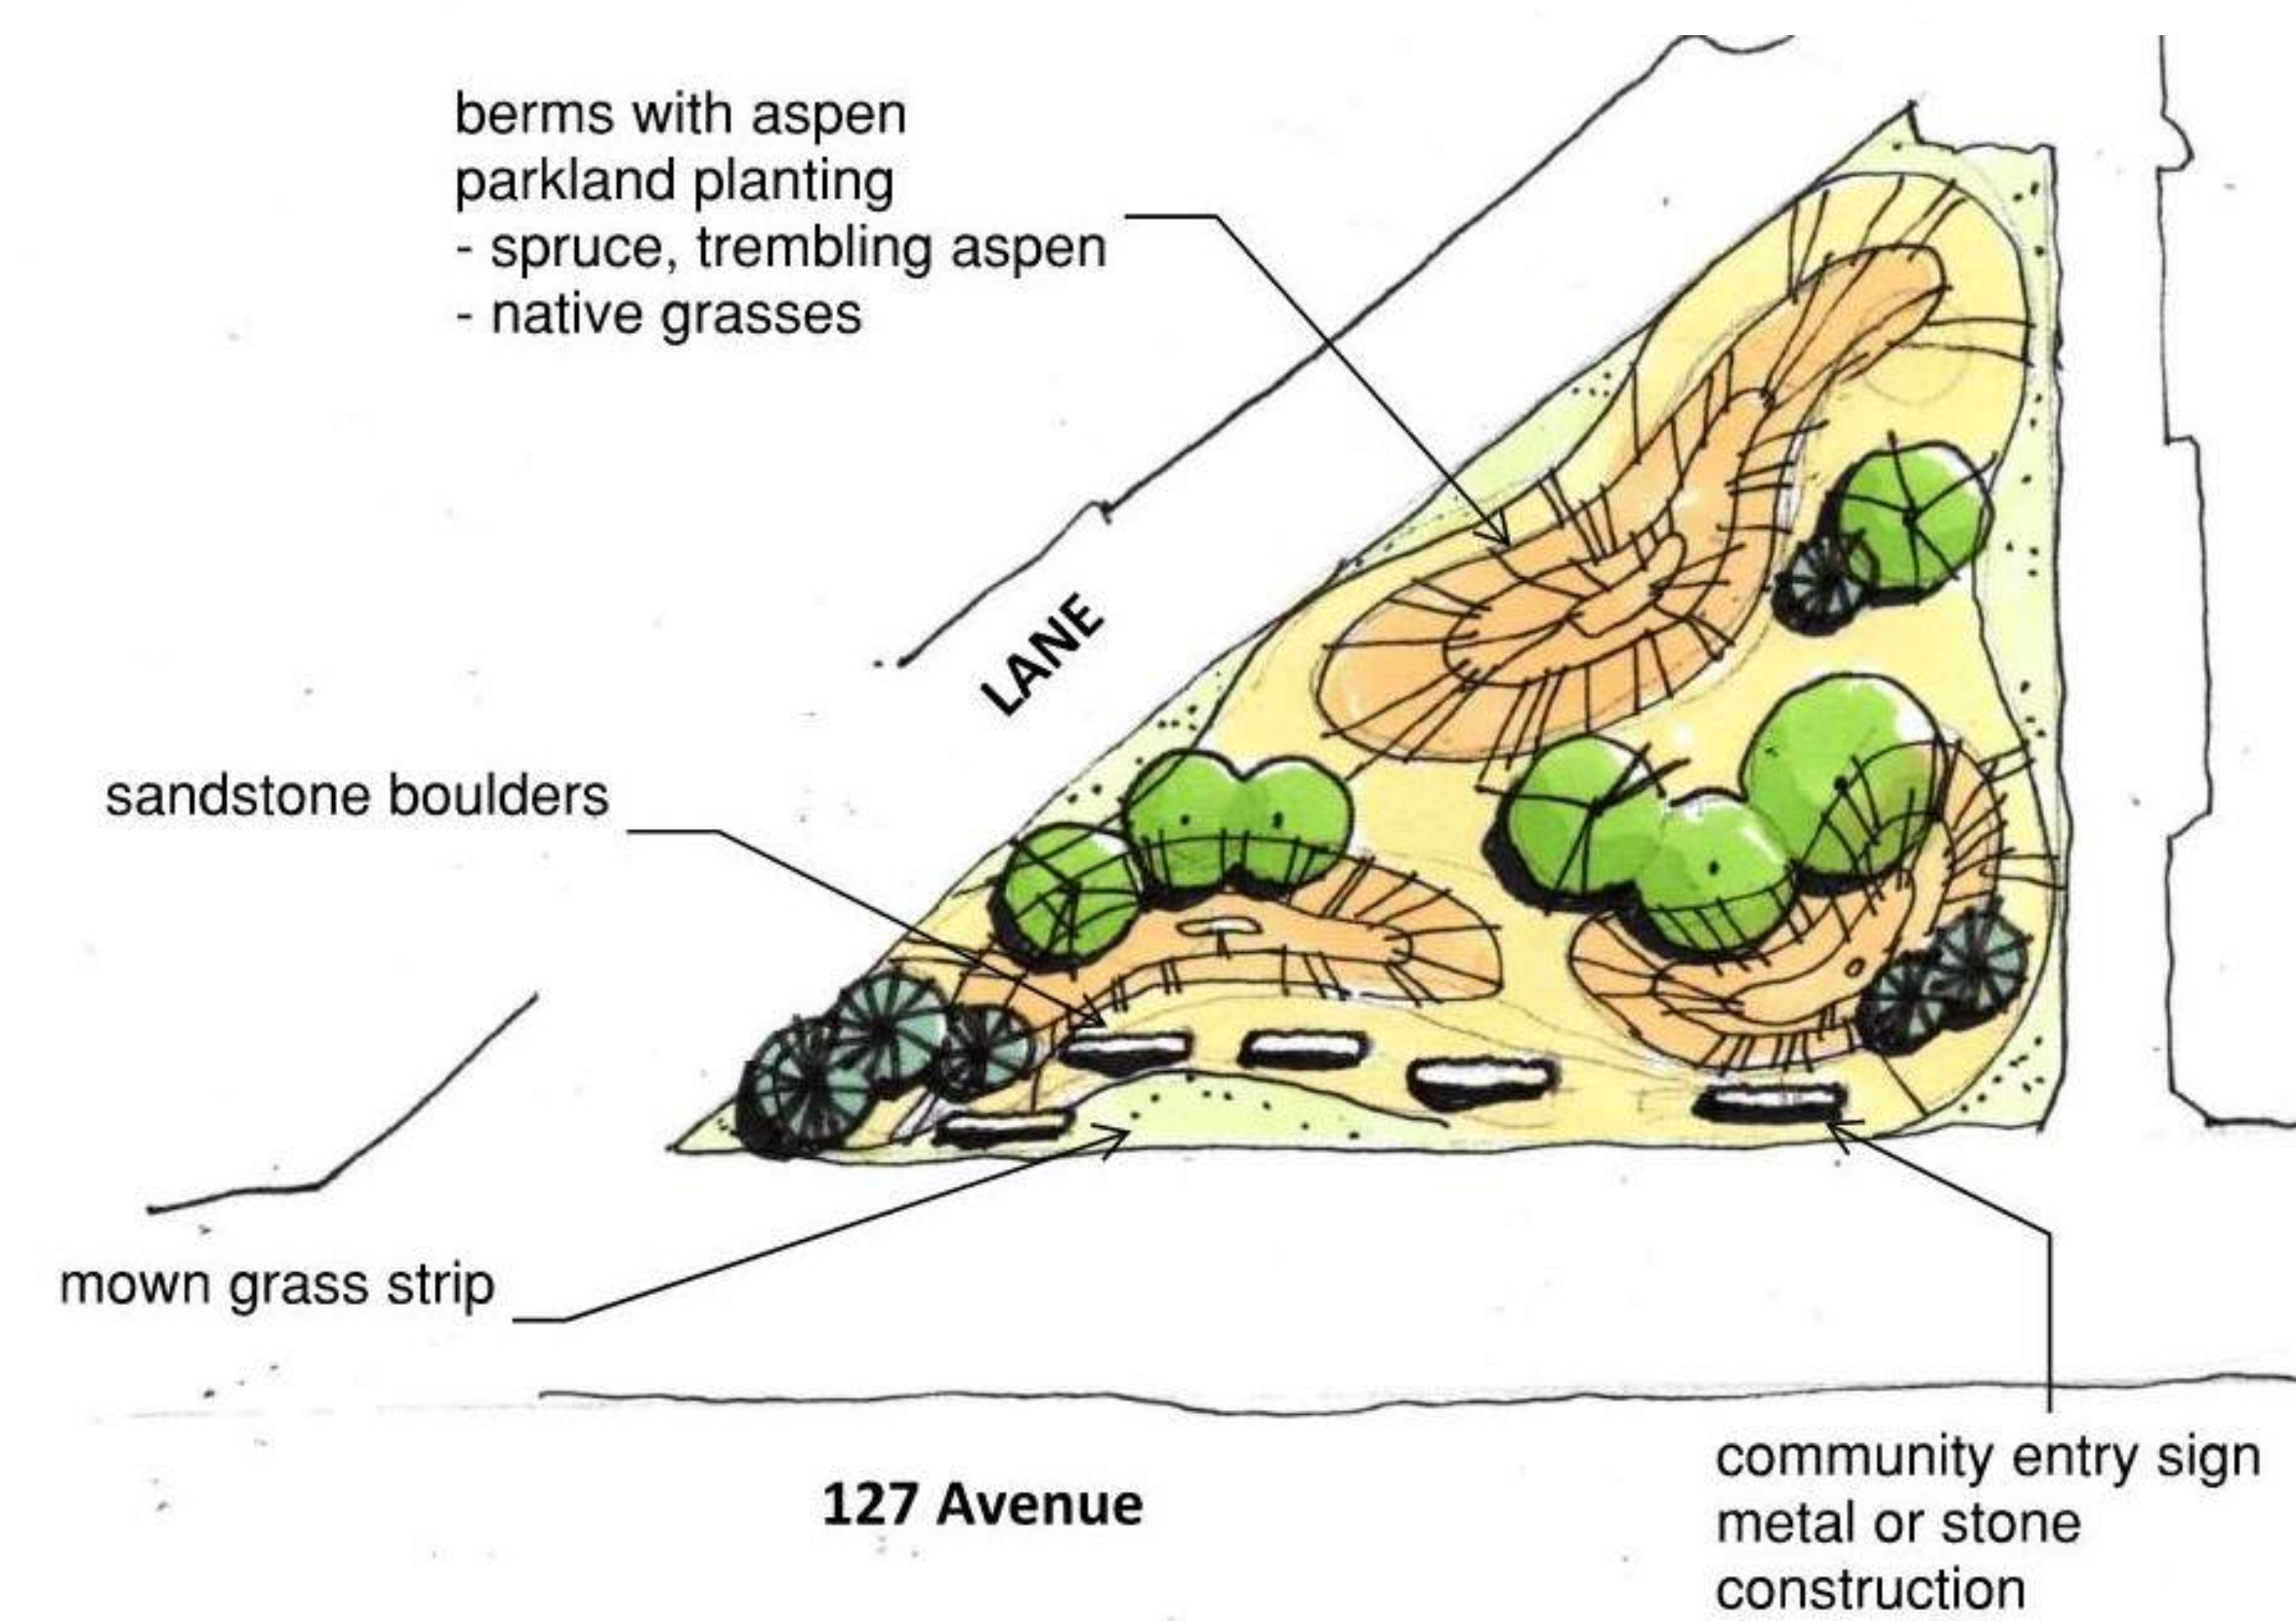 berms with aspen
parkland planting
- spruce, trembling aspen
- native grasses
LANE
sandstone boulders
mown grass strip
127 Avenue
community entry sign
metal or stone
construction